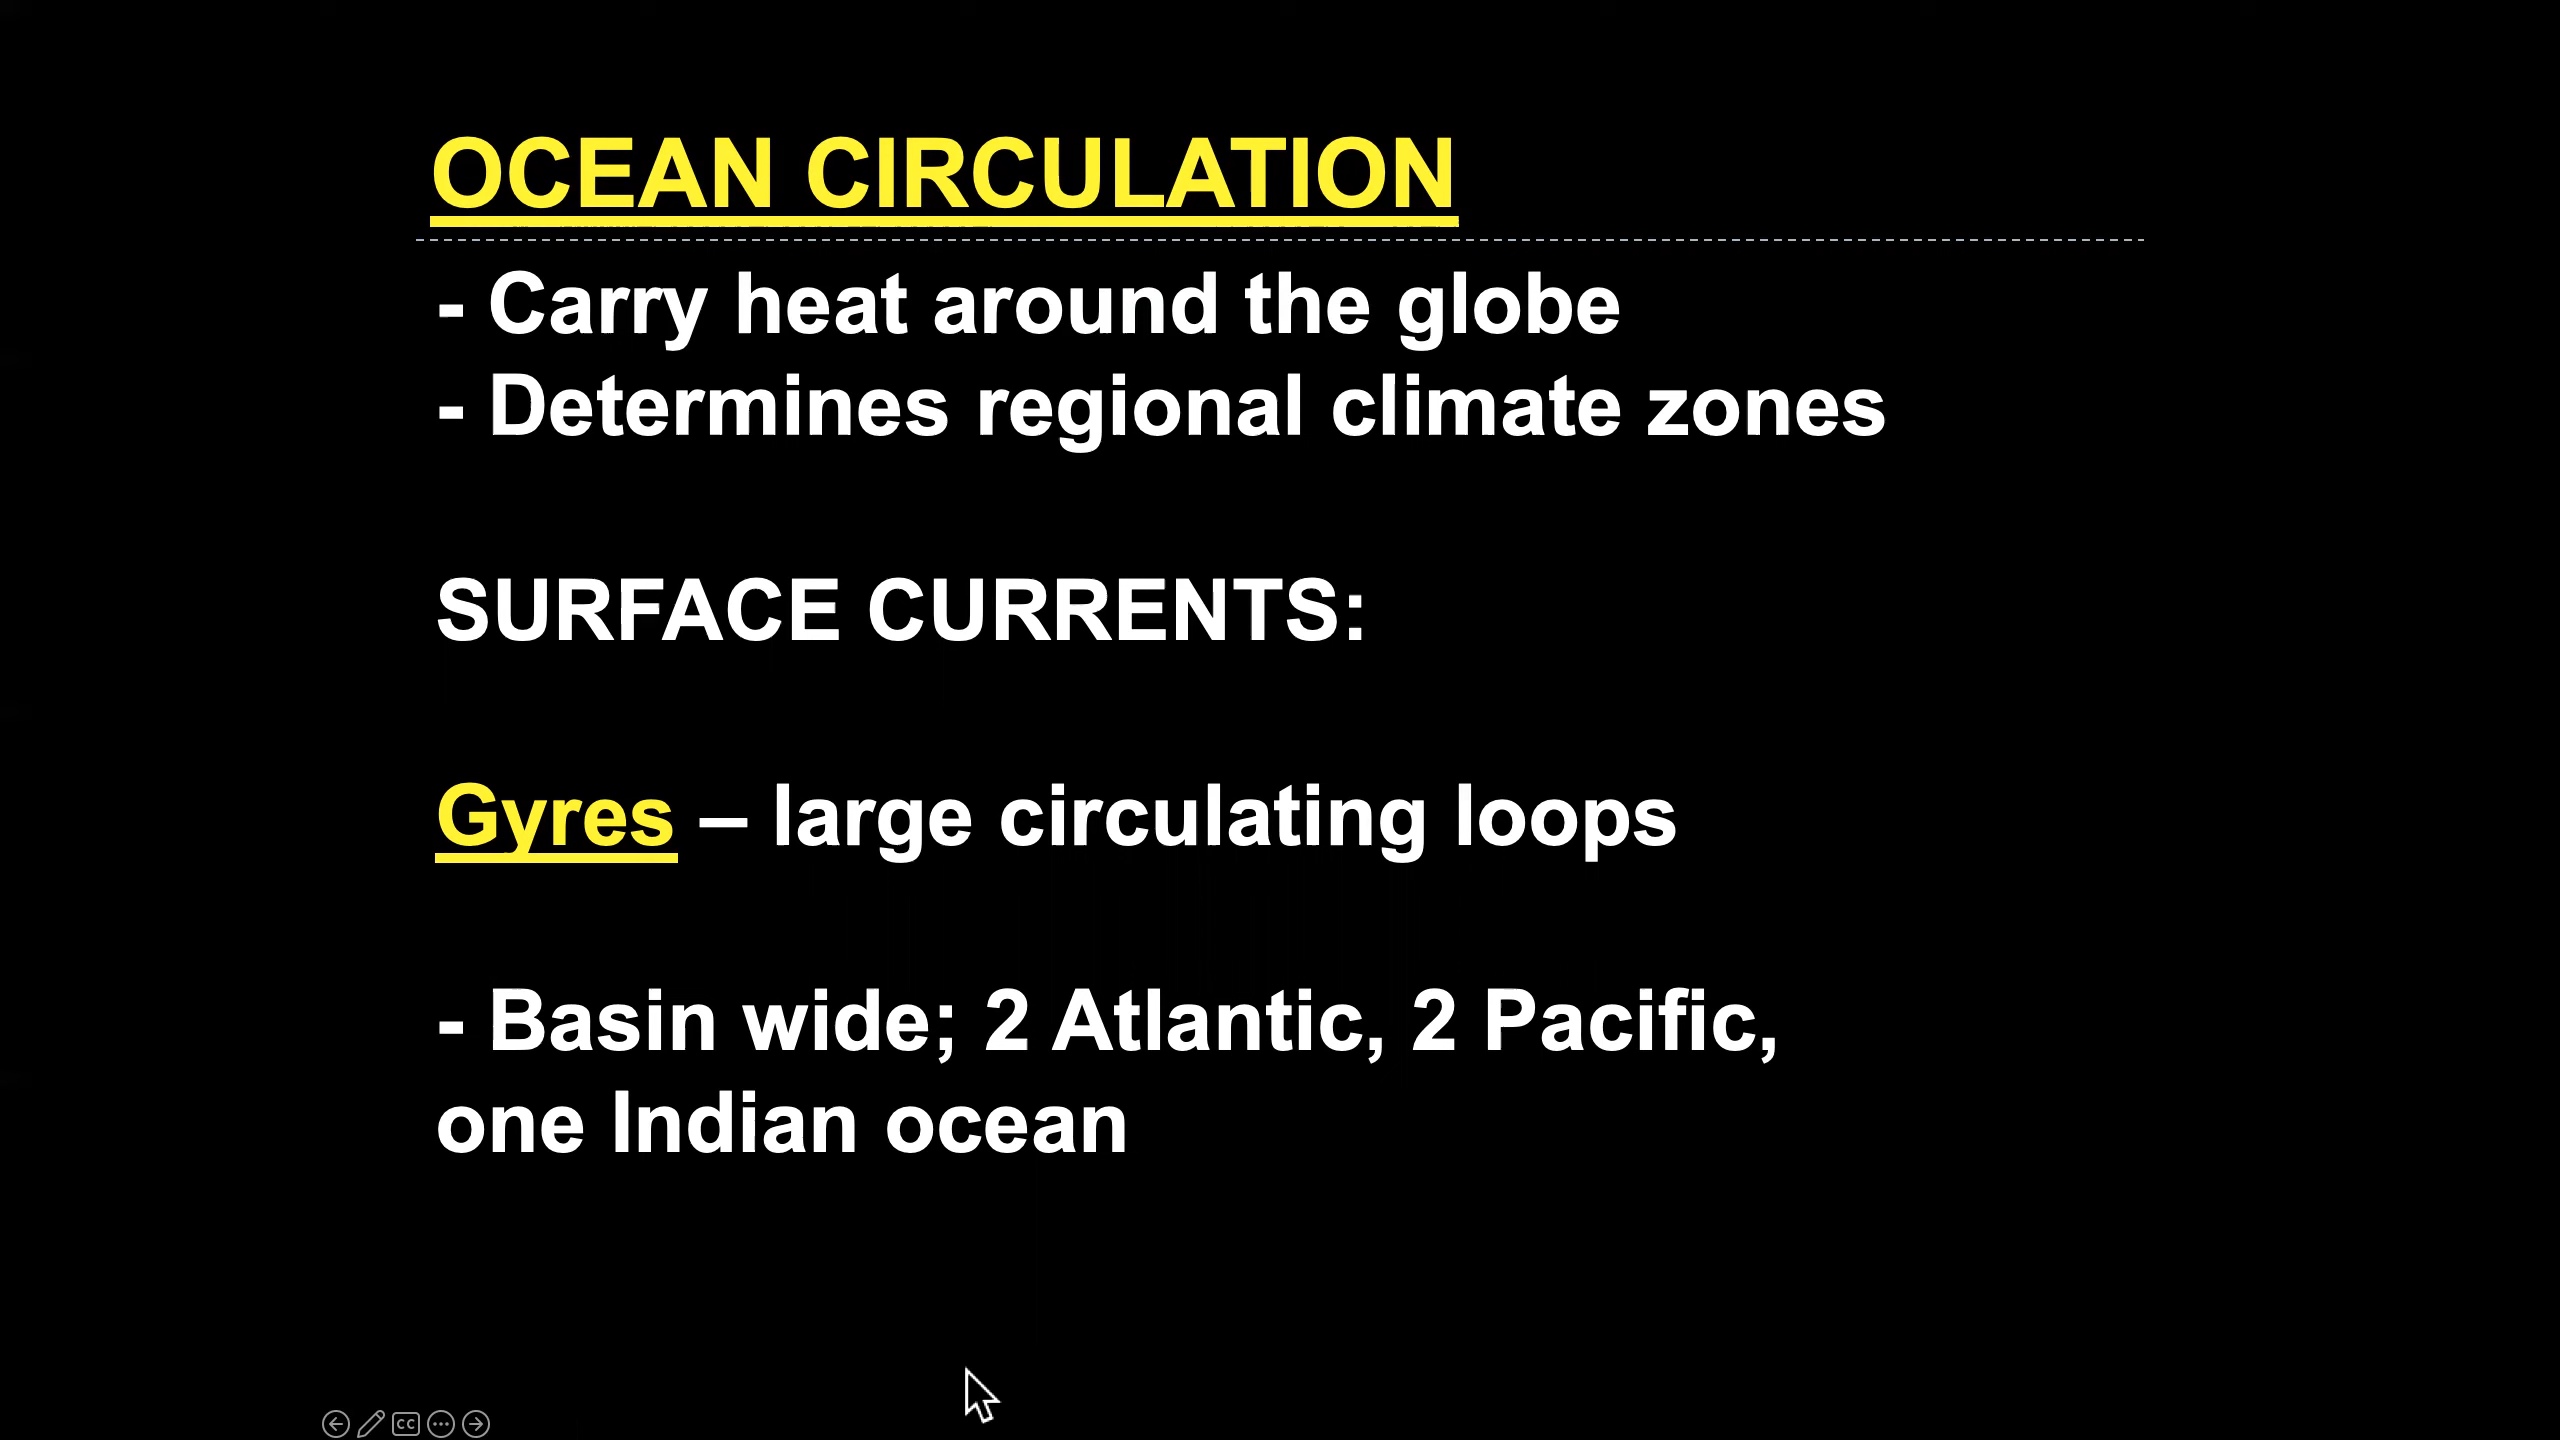 OCEAN CIRCULATION
- Carry heat around the globe
- Determines regional climate zones
SURFACE CURRENTS:
Gyres – large circulating loops
- Basin wide; 2 Atlantic, 2 Pacific,
one Indian ocean
CC